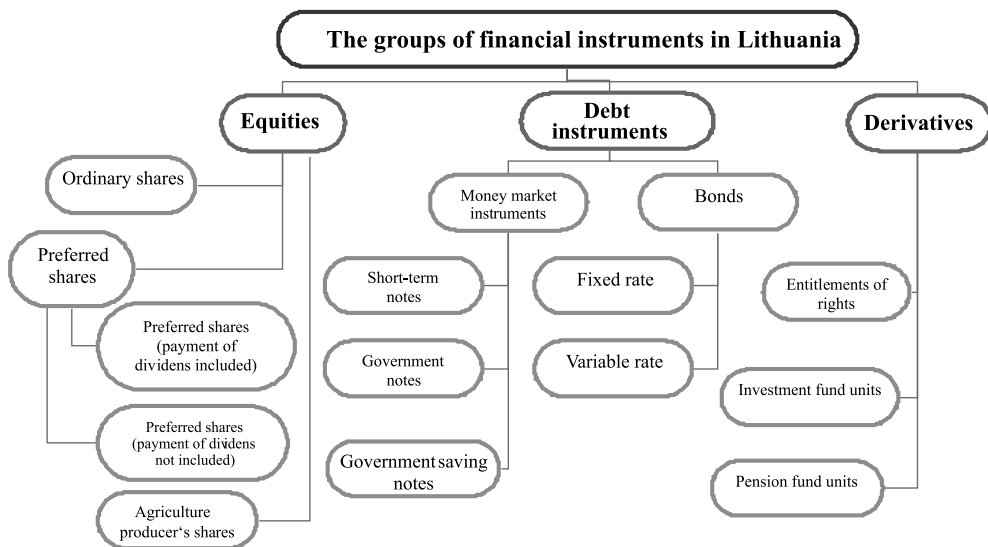 The groups of financial instruments in Lithuania
Equities
Debt
instruments
Derivatives
Ordinary shares
Preferred
shares
Preferred shares
(payment of
dividens included)
Preferred shares
(payment of dividens
not included)
Agriculture
producer‘s shares
Money market
instruments
Short-term
notes
Government
notes
Government saving
notes
Bonds
Fixed rate
Variable rate
Entitlements of
rights
Investment fund units
Pension fund units